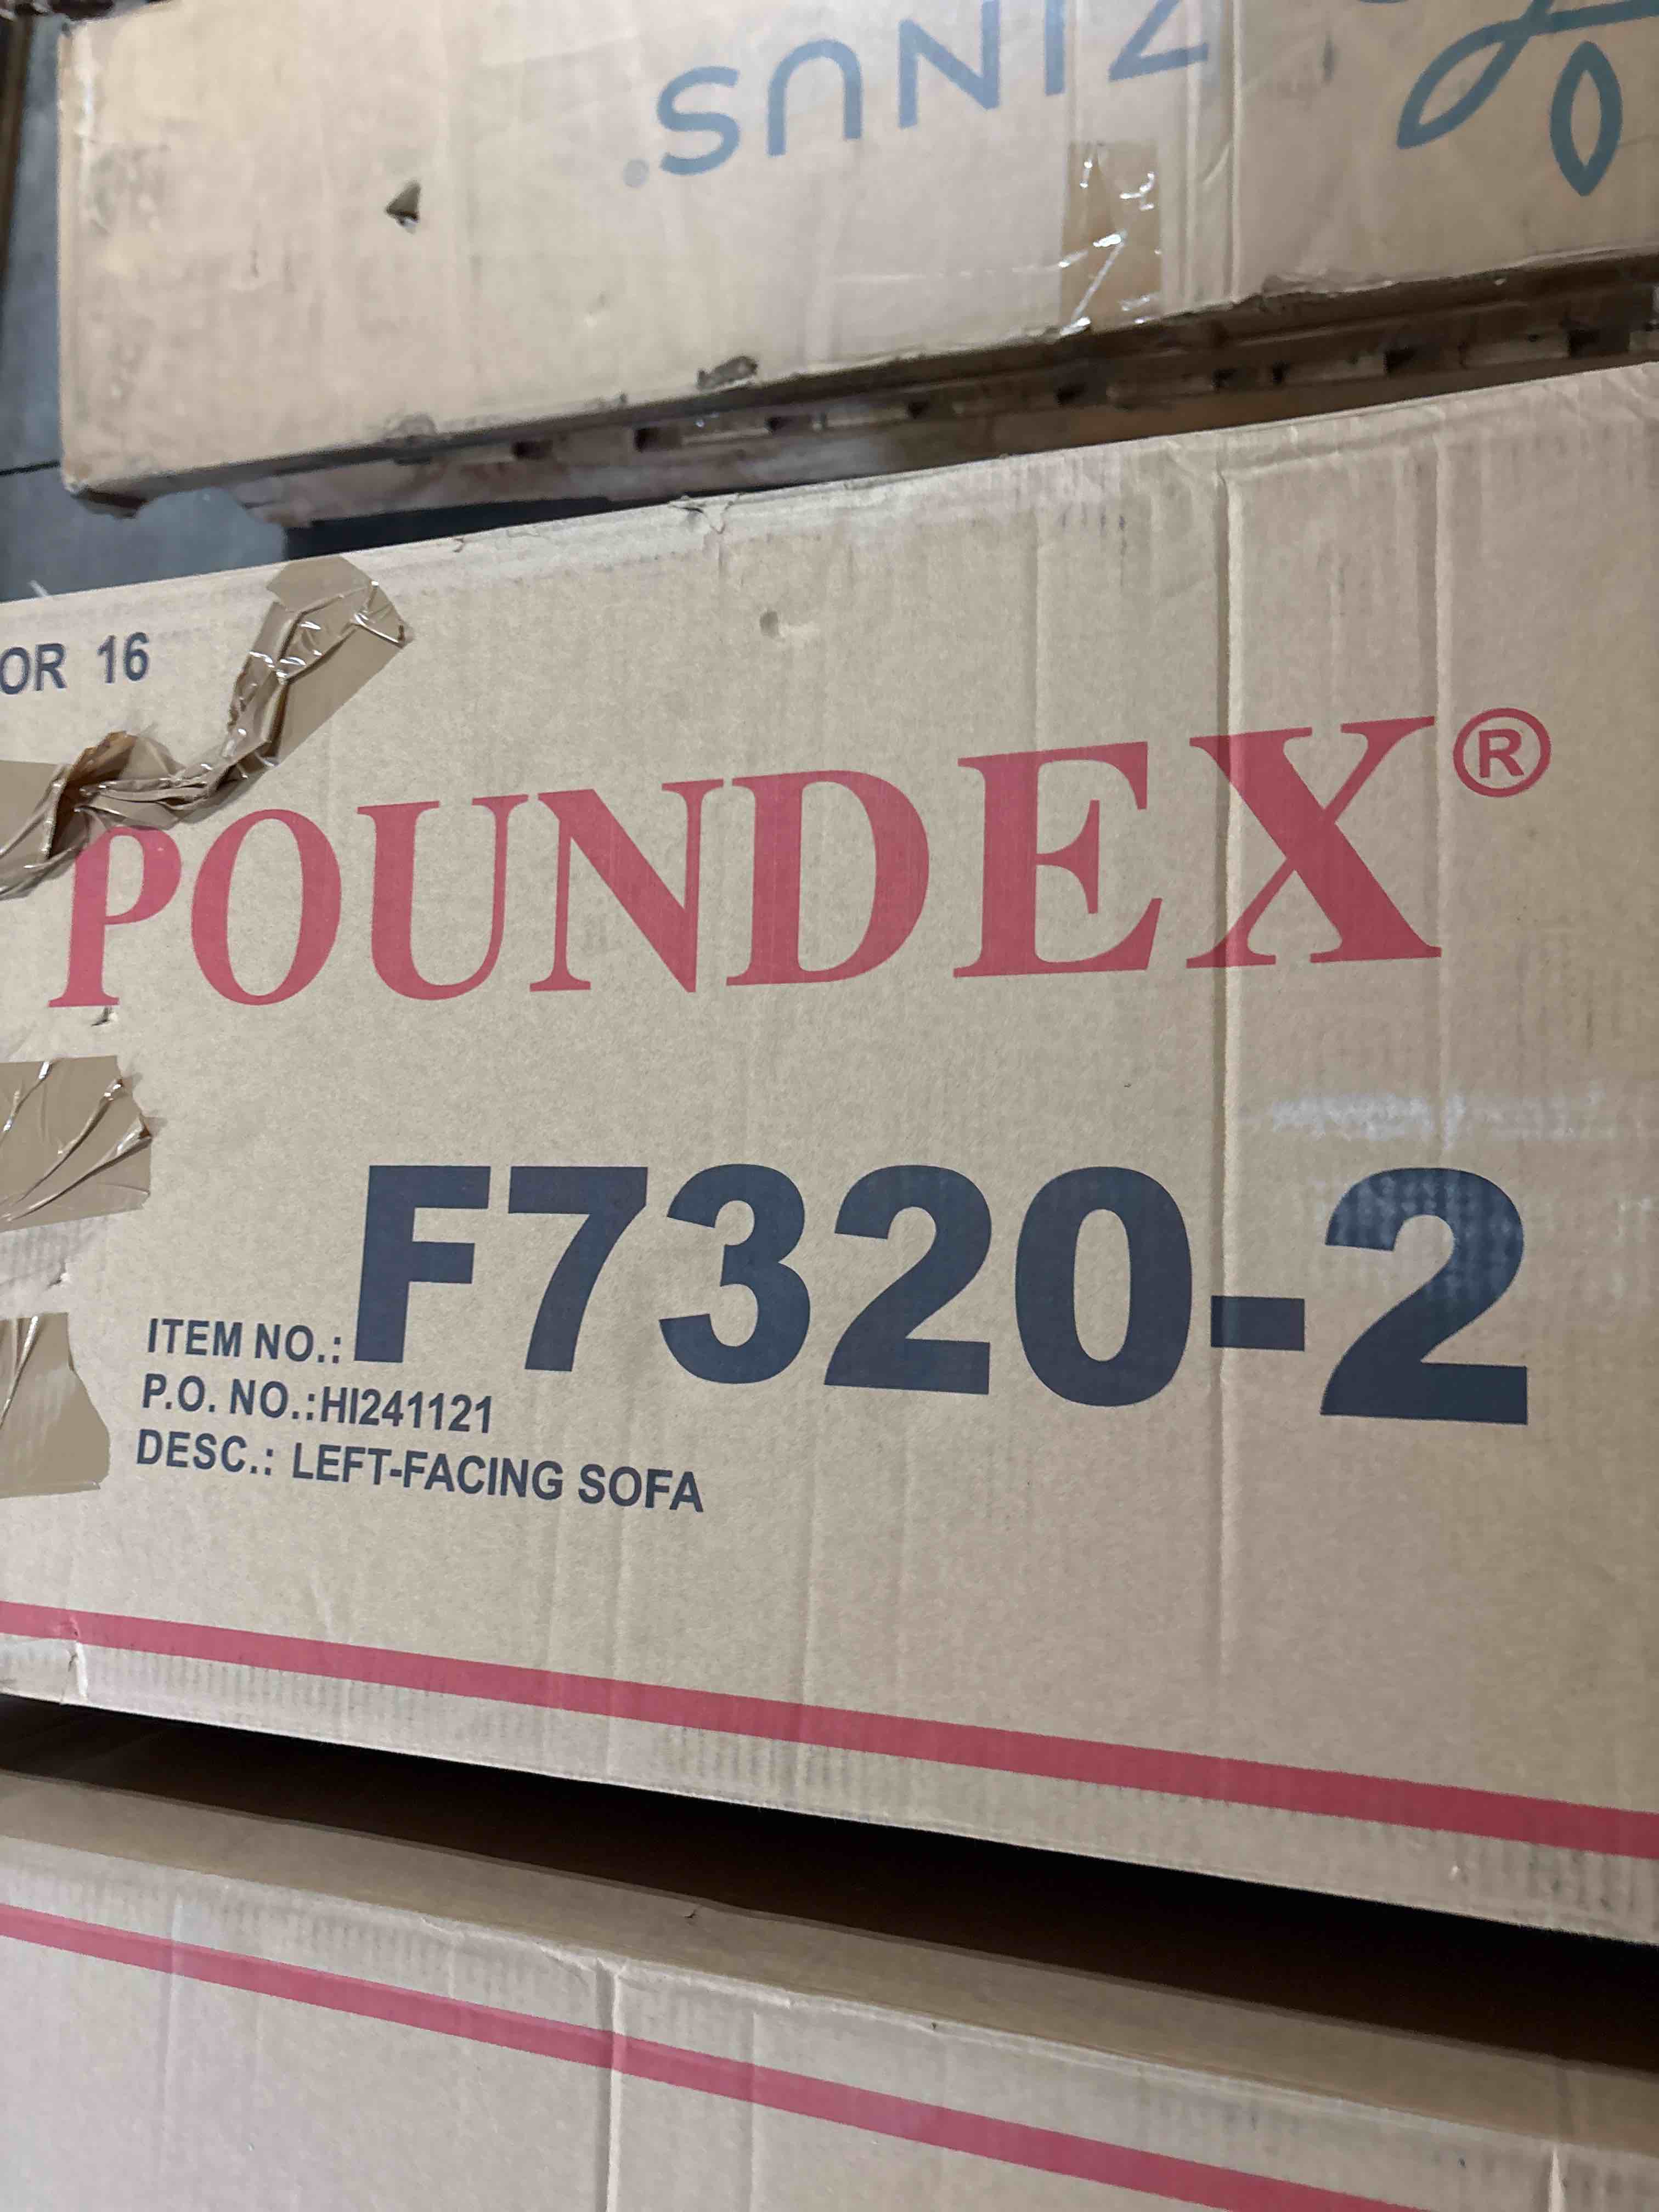 ZINUS®
OR 16
POUNDEX®
ITEM NO.: F7320-2
P.O. NO.:HI241121
DESC.: LEFT-FACING SOFA